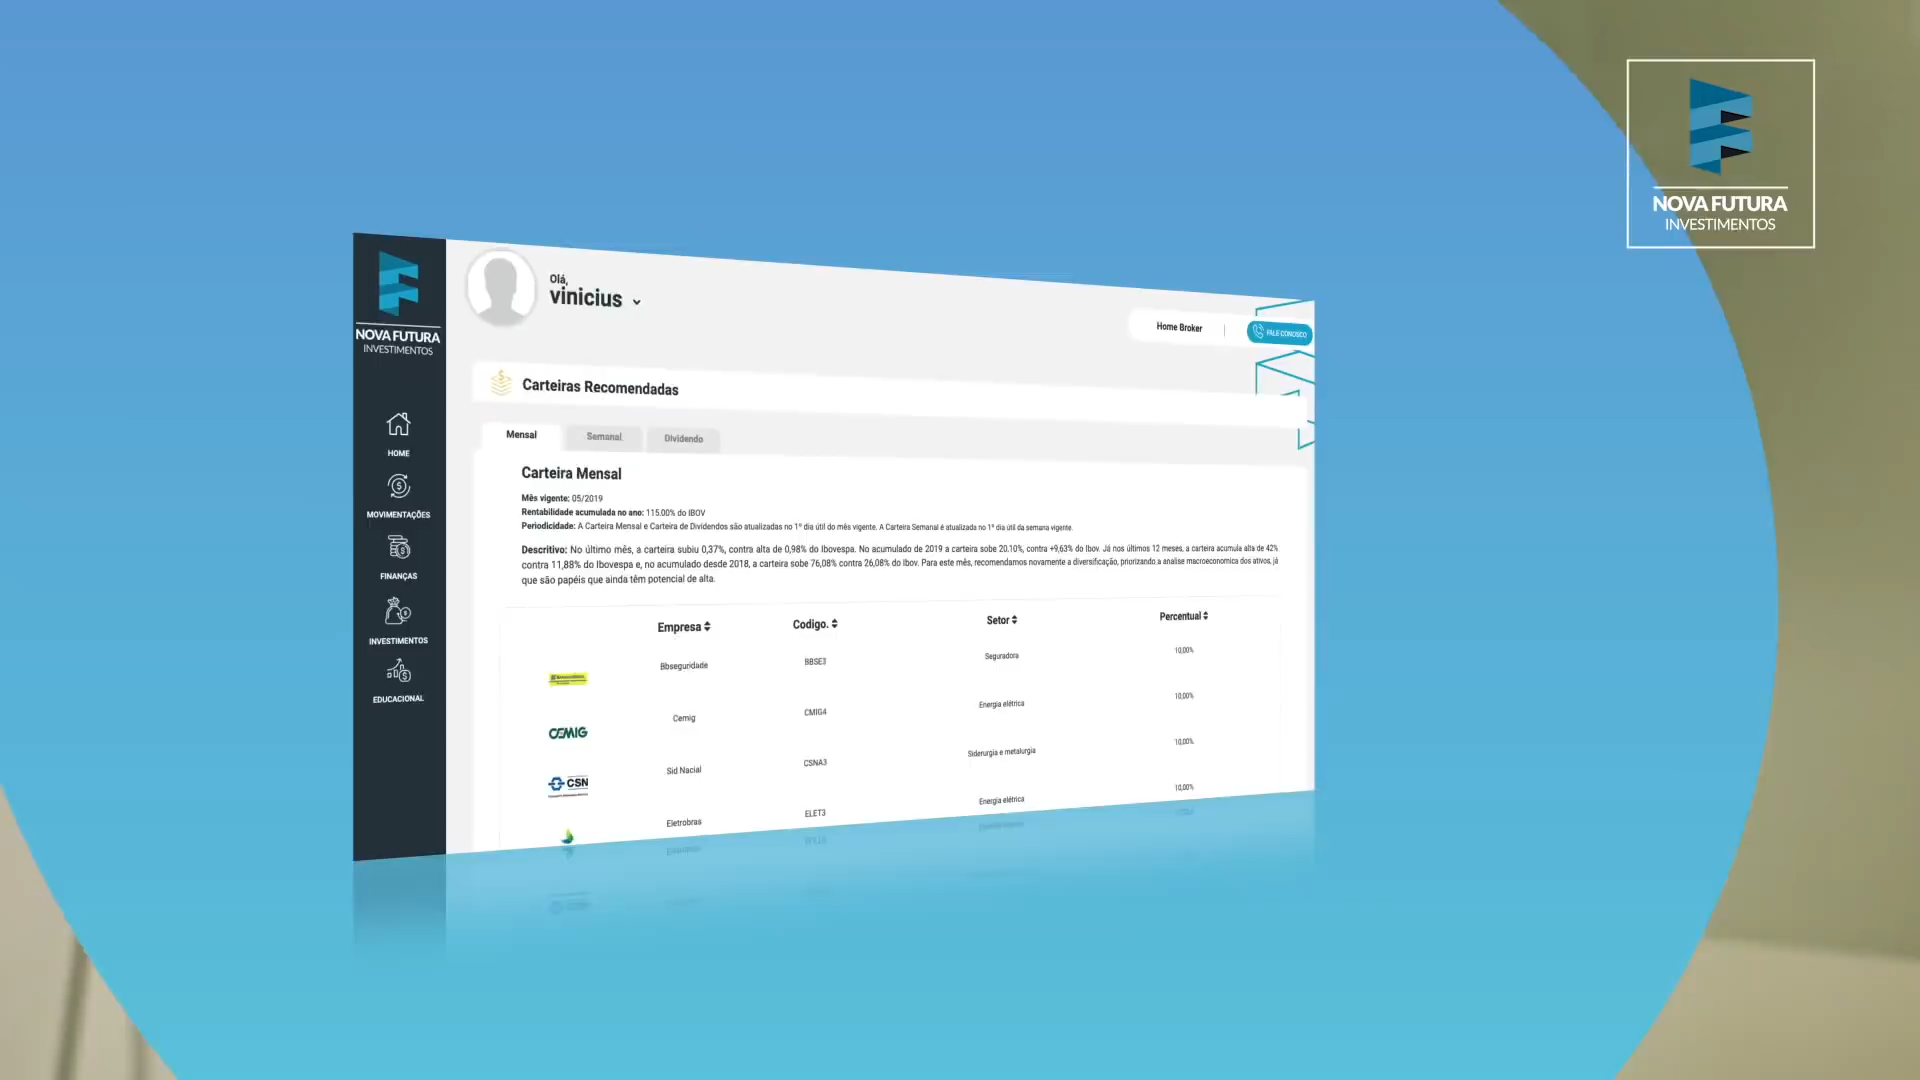 NOVA FUTURA
INVESTIMENTOS
NOVA FUTURA
INVESTIMENTOS
HOME
MOVIMENTAÇÕES
FINANÇAS
INVESTIMENTOS
EDUCACIONAL
Olá,
vinicius
Home Broker
FALE CONOSCO
Carteiras Recomendadas
Mensal Semanal Dividendo
Carteira Mensal
Mês vigente: 05/2019
Rentabilidade acumulada no ano: 115.00% do IBOV
Periodicidade: A Carteira Mensal e Carteira de Dividendos são atualizadas no 1º dia útil do mês vigente. A Carteira Semanal é atualizada no 1º dia útil da semana vigente.
Descritivo: No último mês, a carteira subiu 0,37%, contra alta de 0,98% do Ibovespa. No acumulado de 2019 a carteira sobe 20.10%, contra +9,63% do Ibov. Já nos últimos 12 meses, a carteira acumula alta de 42%
contra 11,88% do Ibovespa e, no acumulado desde 2018, a carteira sobe 76,08% contra 26,08% do Ibov. Para este mês, recomendamos novamente a diversificação, priorizando a analise macroeconomica dos ativos, já
que são papéis que ainda têm potencial de alta.
Empresa Codigo. Setor Percentual
Bbseguridade BBSE3 Seguradora 10,00%
CEMIG Cemig CMIG4 Energia elétrica 10,00%
CSN Sid Nacial CSNA3 Siderurgia e metalurgia 10,00%
Eletrobras ELET3 Energia elétrica 10,00%